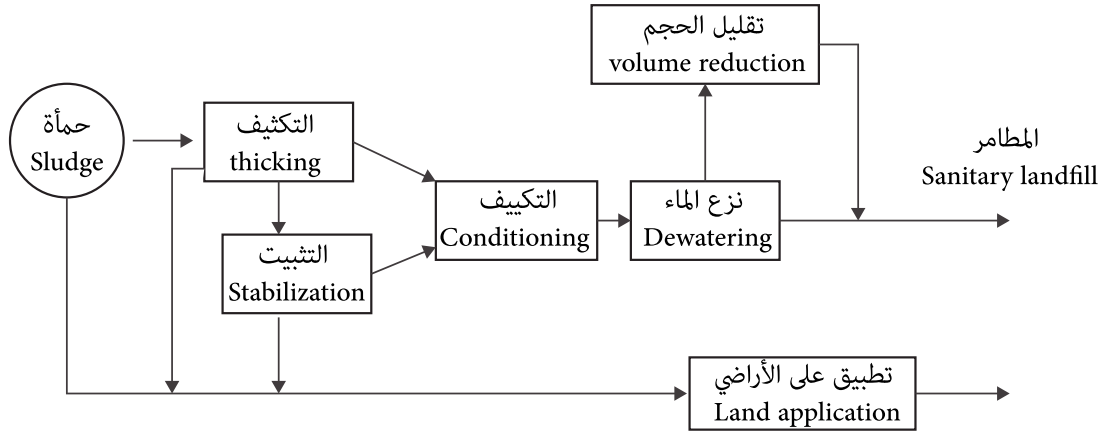 حمأة
Sludge
التكثيف
thicking
التثبيت
Stabilization
التكييف
Conditioning
نزع الماء
Dewatering
تقليل الحجم
volume reduction
المطامر
Sanitary landfill
تطبيق على الأراضي
Land application